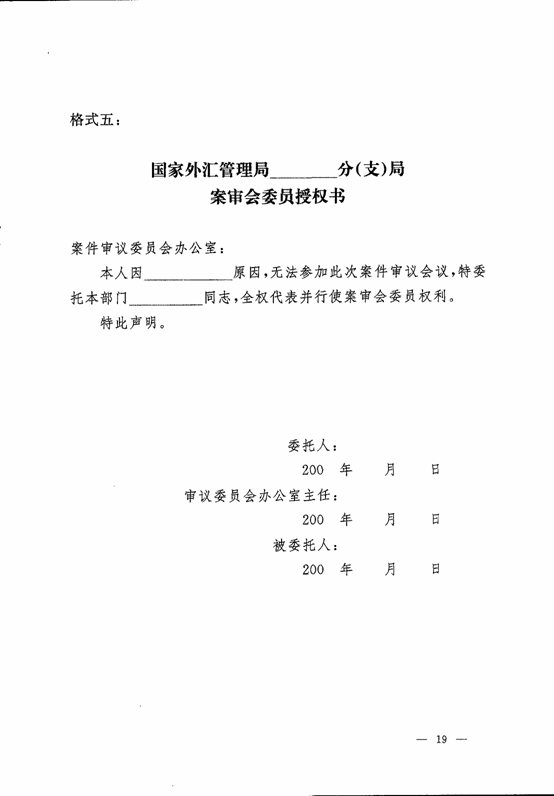 格式五：
国家外汇管理局________分(支)局
案审会委员授权书
案件审议委员会办公室：
本人因___________原因，无法参加此次案件审议会议，特委
托本部门_________同志，全权代表并行使案审会委员权利。
特此声明。
委托人：
200 年 月 日
审议委员会办公室主任：
200 年 月 日
被委托人：
200 年 月 日
— 19 —